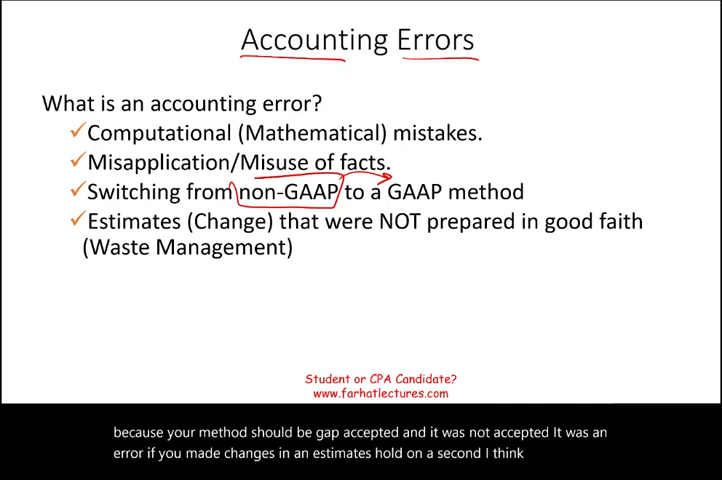 Accounting Errors
What is an accounting error?
✓Computational (Mathematical) mistakes.
✓Misapplication/Misuse of facts.
✓Switching from non-GAAP to a GAAP method
✓Estimates (Change) that were NOT prepared in good faith
(Waste Management)
Student or CPA Candidate?
www.farhatlectures.com
because your method should be gap accepted and it was not accepted It was an
error if you made changes in an estimates hold on a second I think